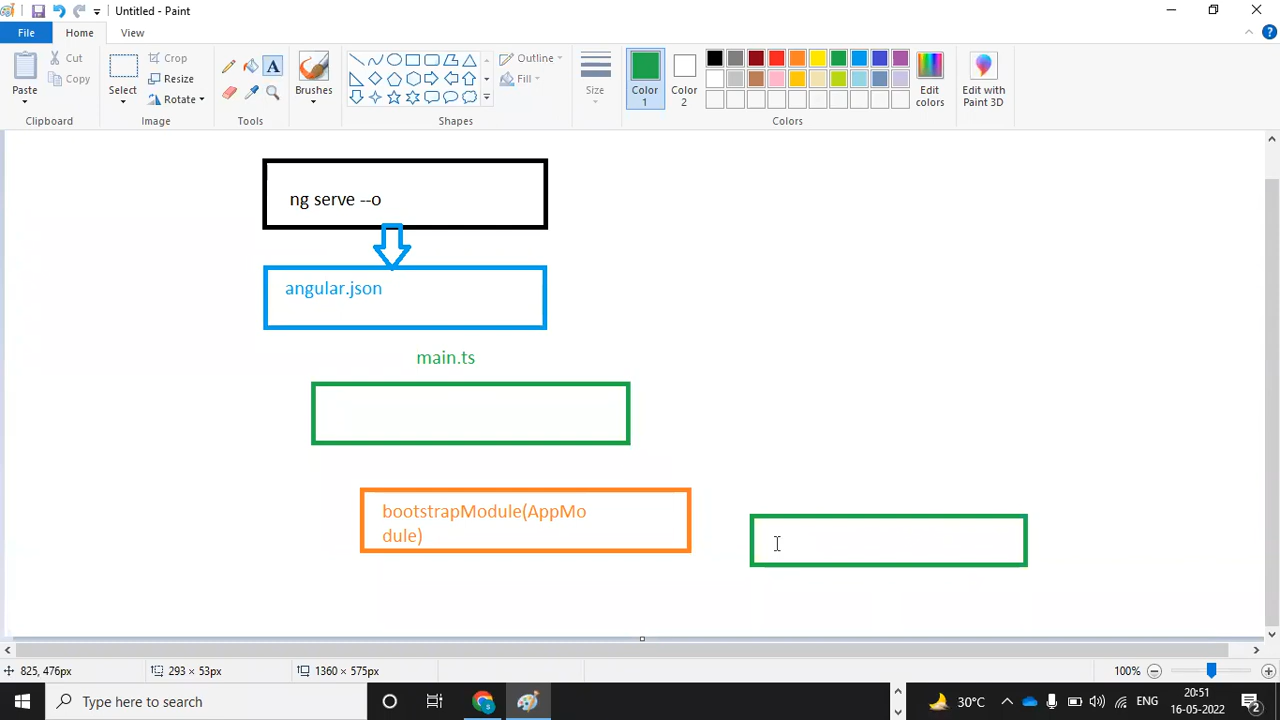 Untitled - Paint
File
Home
View
Paste
Cut
Copy
Clipboard
Select
Crop
Resize
Rotate
Image
A
Tools
Brushes
Outline
Fill
Shapes
Size
Color
1
Color
2
Edit
colors
Colors
Edit with
Paint 3D
ng serve --o
angular.json
main.ts
bootstrapModule(AppMo
dule)
825, 476px
293 × 53px
1360 × 575px
100%
Type here to search
30°C
ENG
20:51
16-05-2022
2